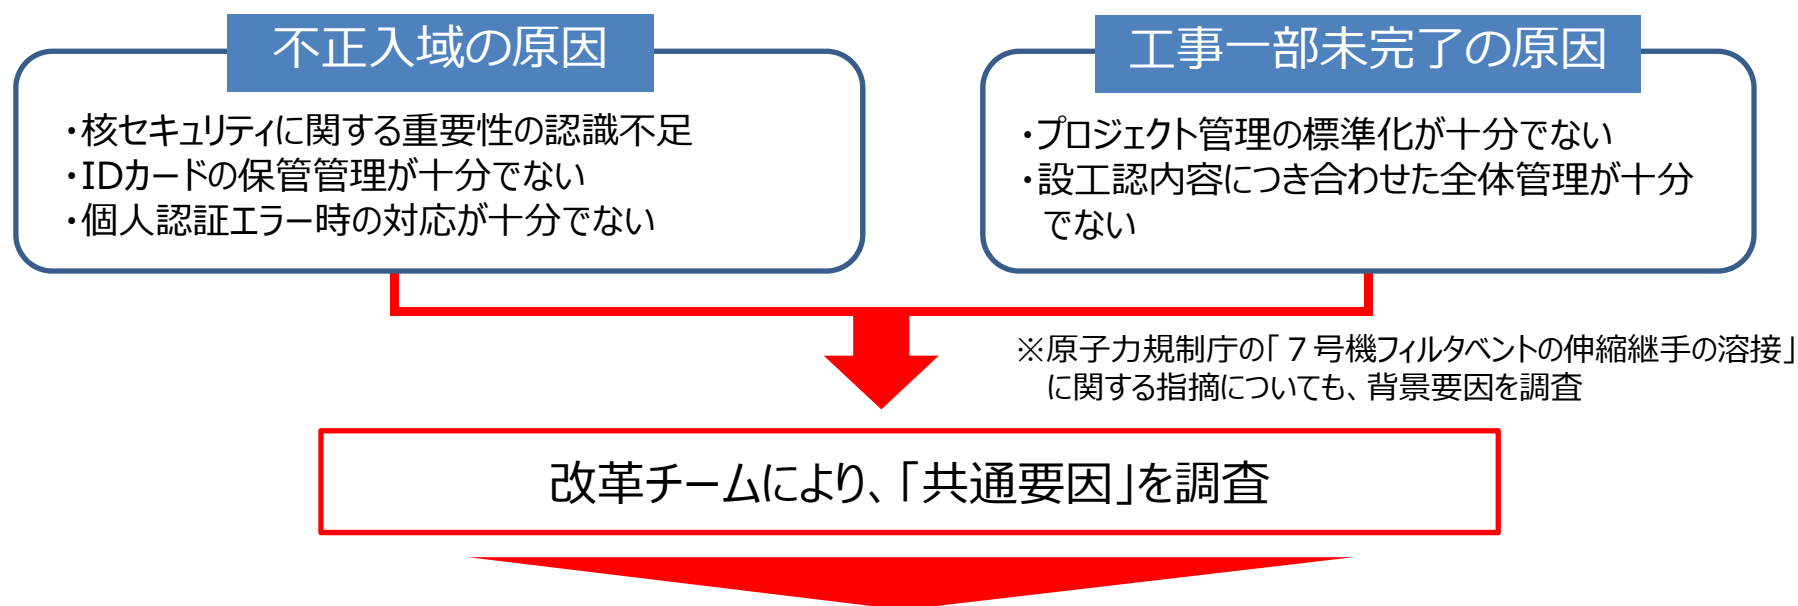 不正入域の原因
・核セキュリティに関する重要性の認識不足
・IDカードの保管管理が十分でない
・個人認証エラー時の対応が十分でない
工事一部未完了の原因
・プロジェクト管理の標準化が十分でない
・設工認内容につき合わせた全体管理が十分
でない
※原子力規制庁の「７号機フィルタベントの伸縮継手の溶接」
に関する指摘についても、背景要因を調査
改革チームにより、「共通要因」を調査